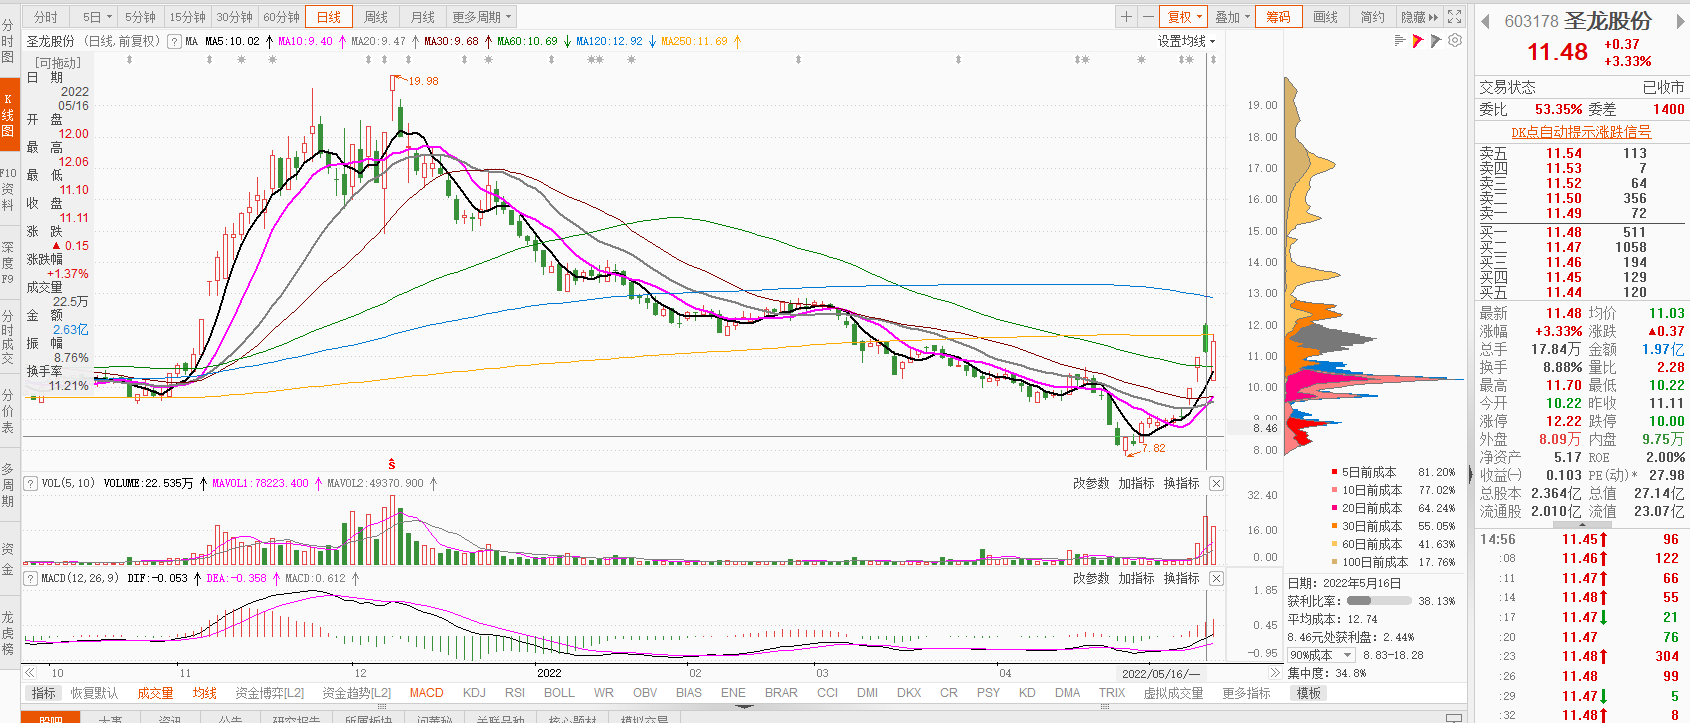 分时 5日 5分钟 15分钟 30分钟 60分钟 日线 周线 月线 更多周期
复权 叠加 筹码 画线 简约 隐藏
603178 圣龙股份
圣龙股份 (日线,前复权) ? MA MA5:10.02 MA10:9.40 MA20:9.47 MA30:9.68 MA60:10.69 MA120:12.92 MA250:11.69
设置均线
11.48 +0.37
+3.33%
交易状态 已收市
委比 53.35% 委差 1400
DK点自动提示涨跌信号
卖五 11.54 113
卖四 11.53 7
卖三 11.52 64
卖二 11.50 356
卖一 11.49 72
买一 11.48 511
买二 11.47 1058
买三 11.46 194
买四 11.45 129
买五 11.44 120
最新 11.48 均价 11.03
涨幅 +3.33% 涨跌 ▲0.37
总手 17.84万 金额 1.97亿
换手 8.88% 量比 2.28
最高 11.70 最低 10.22
今开 10.22 昨收 11.11
涨停 12.22 跌停 10.00
外盘 8.09万 内盘 9.75万
净资产 5.17 ROE 2.00%
收益㈠ 0.103 PE(动)* 27.98
总股本 2.364亿 总值 27.14亿
流通股 2.010亿 流值 23.07亿
14:56 11.45 96
:08 11.46 122
:11 11.47 66
:14 11.48 55
:17 11.47 21
:20 11.47 76
:23 11.48 304
:26 11.48 99
:29 11.47 5
:32 11.48 8
分时图
K线图
F10资料
深度F9
分时成交
分价表
多周期
资金
龙虎榜
[可拖动]
日 期
2022
05/16
开 盘
12.00
最 高
12.06
最 低
11.10
收 盘
11.11
涨 跌
▲ 0.15
涨跌幅
+1.37%
成交量
22.5万
金 额
2.63亿
振 幅
8.76%
换手率
11.21%
19.98
7.82
S
19.00
18.00
17.00
16.00
15.00
14.00
13.00
12.00
11.00
10.00
9.00
8.46
8.00
? VOL(5,10) VOLUME:22.535万 MAVOL1:78223.400 MAVOL2:49370.900
改参数 加指标 换指标
32.40
16.00
0.00
? MACD(12,26,9) DIF:-0.053 DEA:-0.358 MACD:0.612
改参数 加指标 换指标
1.85
0.45
-0.95
5日前成本 81.20%
10日前成本 77.02%
20日前成本 64.24%
30日前成本 55.05%
60日前成本 41.63%
100日前成本 17.76%
日期: 2022年5月16日
获利比率: 38.13%
平均成本: 12.74
8.46元处获利盘: 2.44%
90%成本 8.83-18.28
集中度: 34.8%
10 11 12 2022 02 03 04 2022/05/16/一
指标 恢复默认 成交量 均线 资金博弈[L2] 资金趋势[L2] MACD KDJ RSI BOLL WR OBV BIAS ENE BRAR CCI DMI DKX CR PSY KD DMA TRIX 虚拟成交量 更多指标 模板
股吧 大事 资讯 公告 研究报告 所属板块 问董秘 关联品种 核心题材 模拟交易